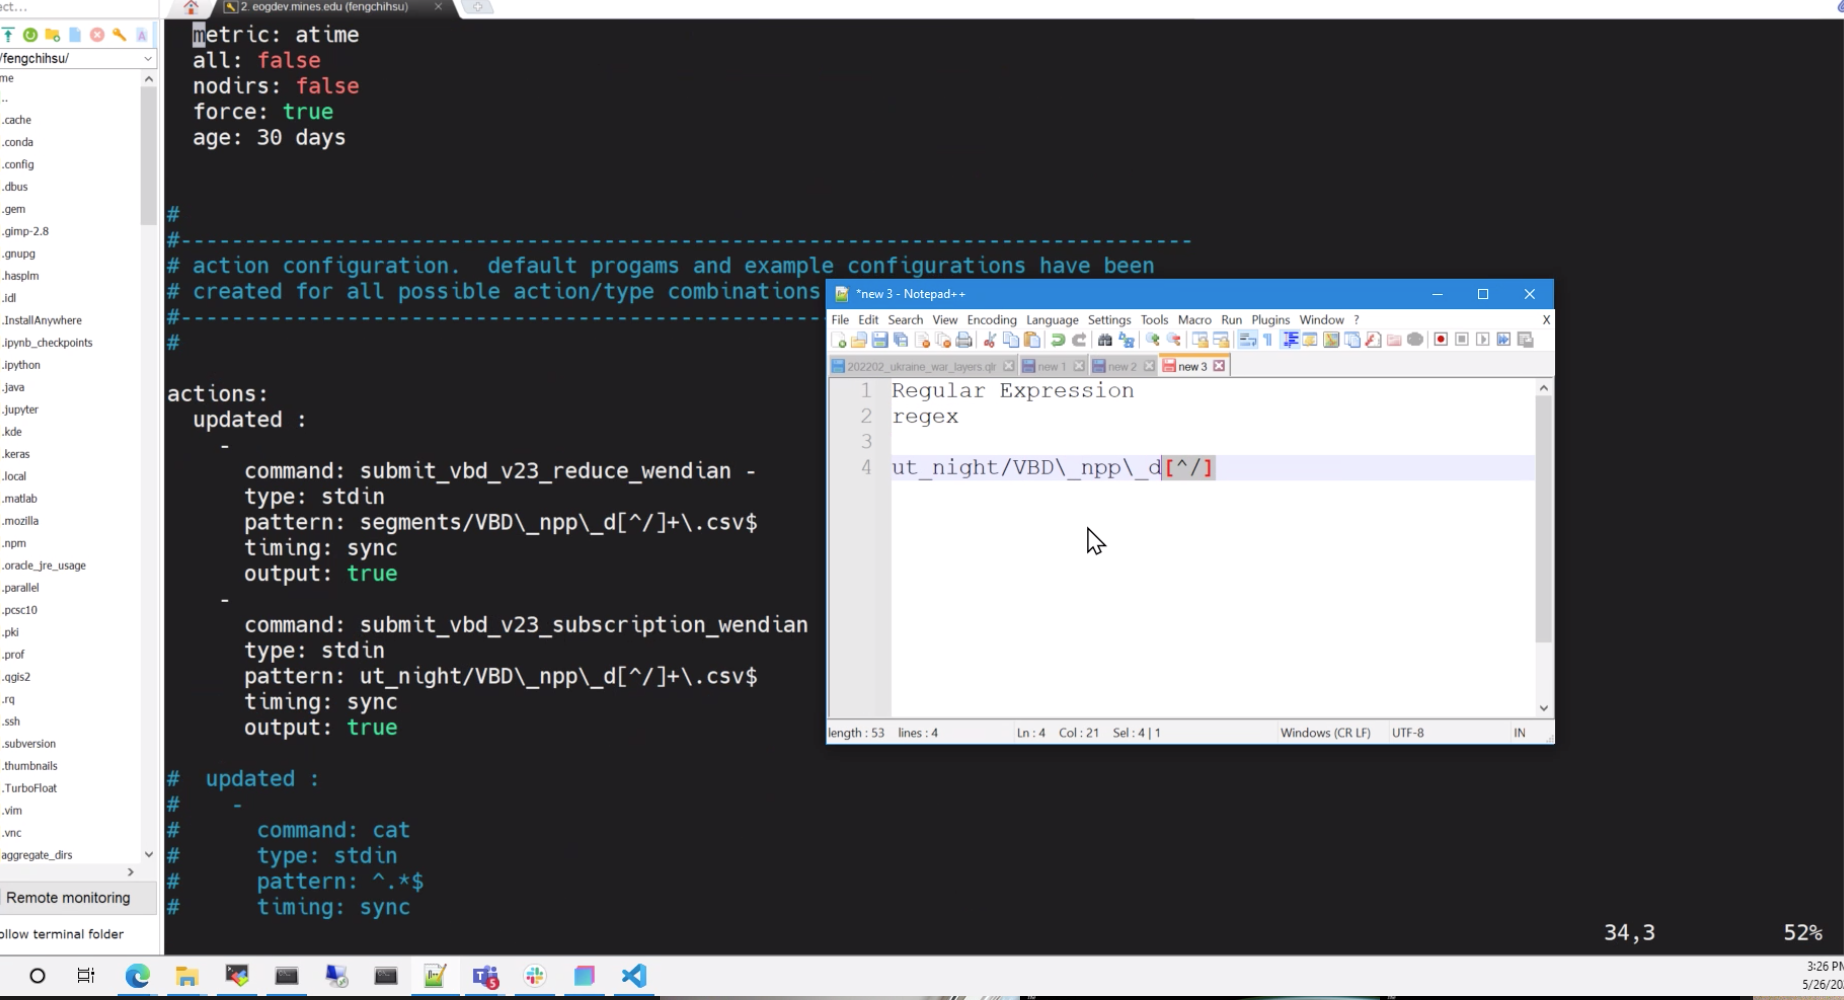 ect...
2. eogdev.mines.edu (fengchihsu)
/fengchihsu/
me
..
.cache
.conda
.config
.dbus
.gem
.gimp-2.8
.gnupg
.hasplm
.idl
.InstallAnywhere
.ipynb_checkpoints
.ipython
.java
.jupyter
.kde
.keras
.local
.matlab
.mozilla
.npm
.oracle_jre_usage
.parallel
.pcsc10
.pki
.prof
.qgis2
.rq
.ssh
.subversion
.thumbnails
.TurboFloat
.vim
.vnc
aggregate_dirs
Remote monitoring
ollow terminal folder
metric: atime
all: false
nodirs: false
force: true
age: 30 days
#
#-------------------------------------------------------------------------------
# action configuration.  default progams and example configurations have been
# created for all possible action/type combinations
#---------------------------------------------------
#
actions:
updated :
-
command: submit_vbd_v23_reduce_wendian -
type: stdin
pattern: segments/VBD\_npp\_d[^/]+\.csv$
timing: sync
output: true
-
command: submit_vbd_v23_subscription_wendian
type: stdin
pattern: ut_night/VBD\_npp\_d[^/]+\.csv$
timing: sync
output: true
#  updated :
#    -
#      command: cat
#      type: stdin
#      pattern: ^.*$
#      timing: sync
34,3 52%
*new 3 - Notepad++
File Edit Search View Encoding Language Settings Tools Macro Run Plugins Window ? X
202202_ukraine_war_layers.qlr new 1 new 2 new 3
1 Regular Expression
2 regex
3
4 ut_night/VBD\_npp\_d[^/]
length : 53 lines : 4 Ln : 4 Col : 21 Sel : 4 | 1 Windows (CR LF) UTF-8 IN
5
3:26 PM
5/26/20